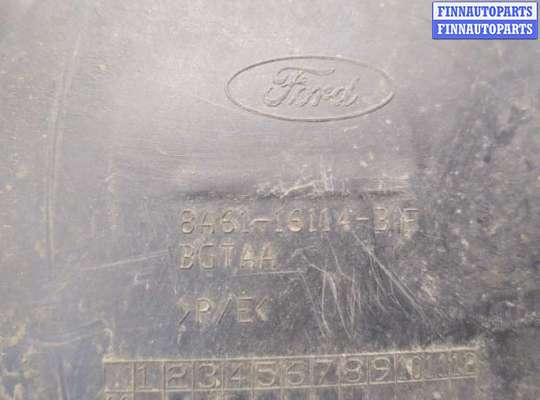 FINNAUTOPARTS
FINNAUTOPARTS
Ford
8A61-16114-B F
BGTAA
>P/E<
1 2 3 4 5 6 7 8 9 10 11 12